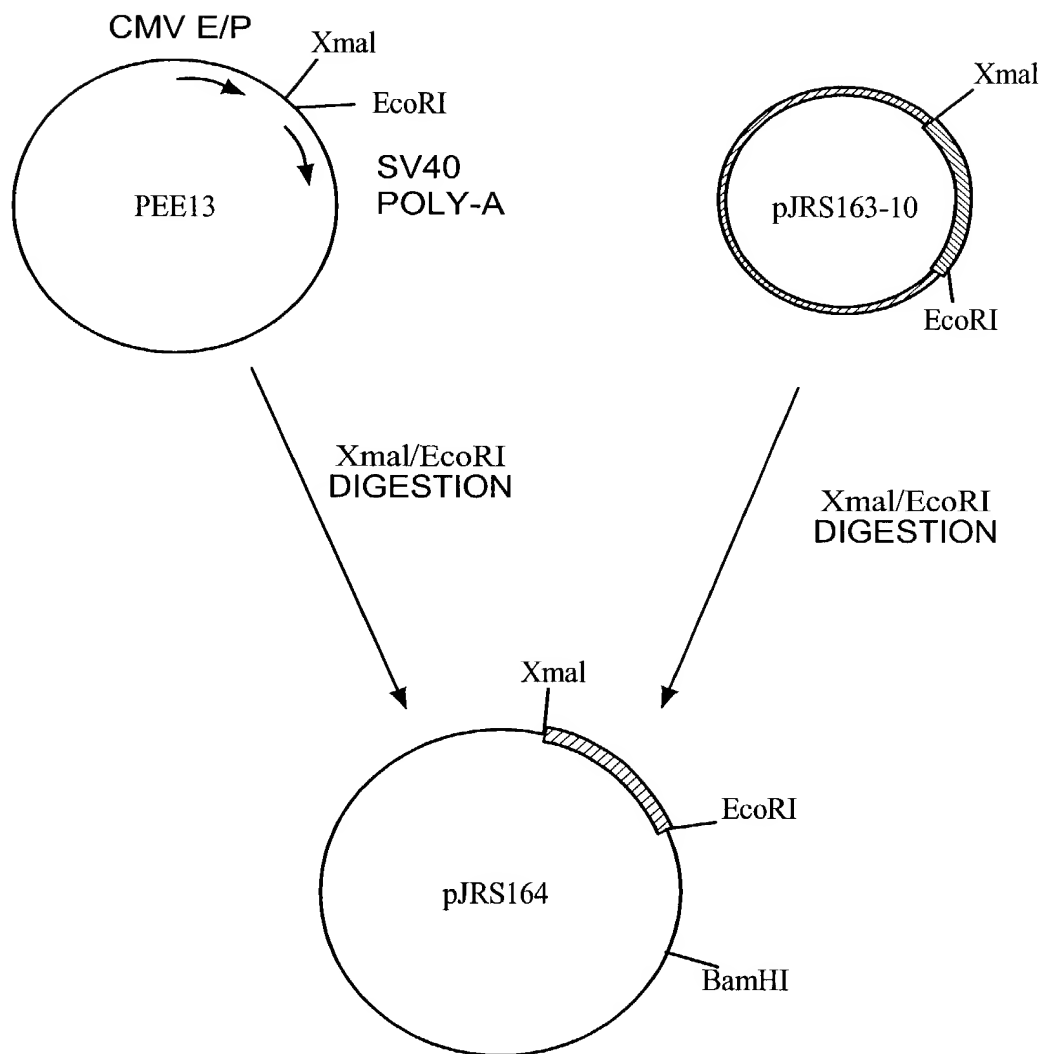 CMV E/P
XmaI
EcoRI
SV40
POLY-A
PEE13
XmaI
pJRS163-10
EcoRI
XmaI/EcoRI
DIGESTION
XmaI/EcoRI
DIGESTION
XmaI
EcoRI
pJRS164
BamHI